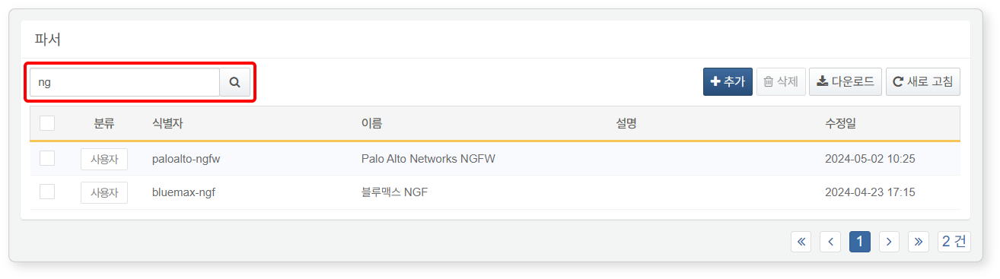 파서
ng
추가 삭제 다운로드 새로 고침
분류 식별자 이름 설명 수정일
사용자 paloalto-ngfw Palo Alto Networks NGFW 2024-05-02 10:25
사용자 bluemax-ngf 블루맥스 NGF 2024-04-23 17:15
1 2 건